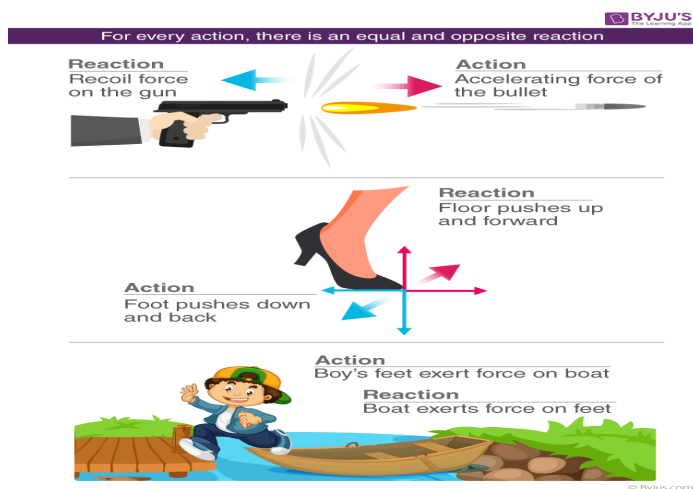 BYJU'S
The Learning App
For every action, there is an equal and opposite reaction
Reaction
Recoil force
on the gun
Action
Accelerating force of
the bullet
Reaction
Floor pushes up
and forward
Action
Foot pushes down
and back
Action
Boy's feet exert force on boat
Reaction
Boat exerts force on feet
© Byjus.com